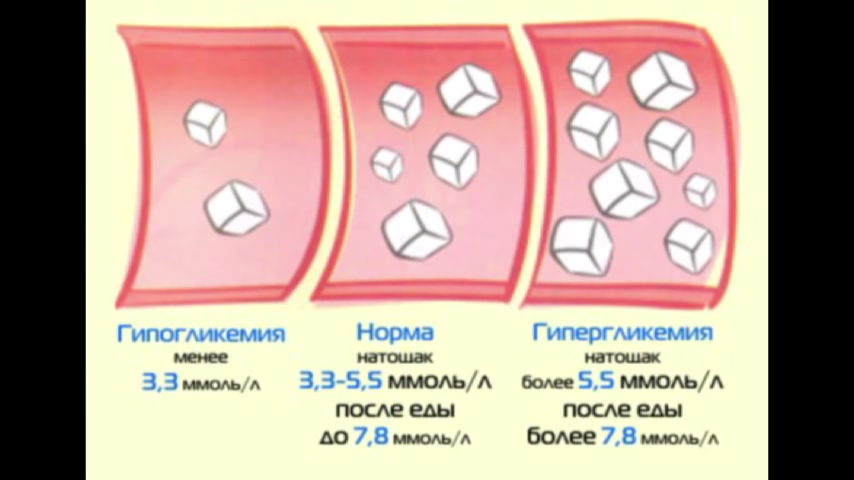 Гипогликемия
менее
3,3 ммоль/л
Норма
натощак
3,3-5,5 ммоль/л
после еды
до 7,8 ммоль/л
Гипергликемия
натощак
более 5,5 ммоль/л
после еды
более 7,8 ммоль/л